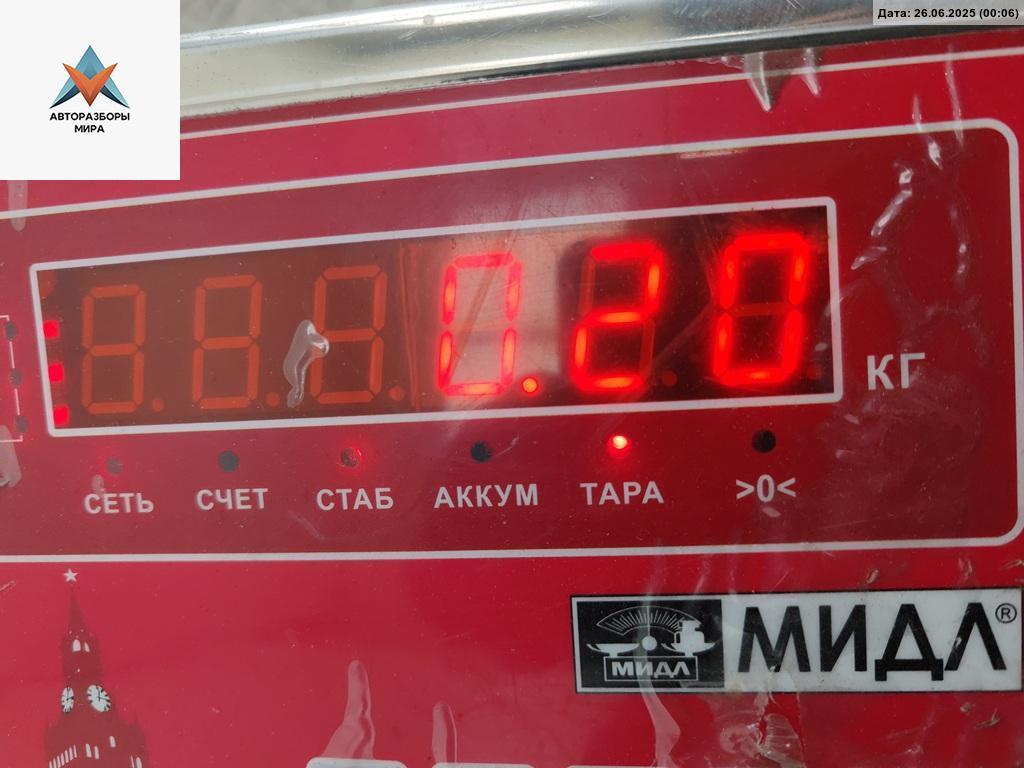 Дата: 26.06.2025 (00:06)
АВТОРАЗБОРЫ
МИРА
0.20
КГ
СЕТЬ СЧЕТ СТАБ АККУМ ТАРА >0<
МИДЛ МИДЛ®